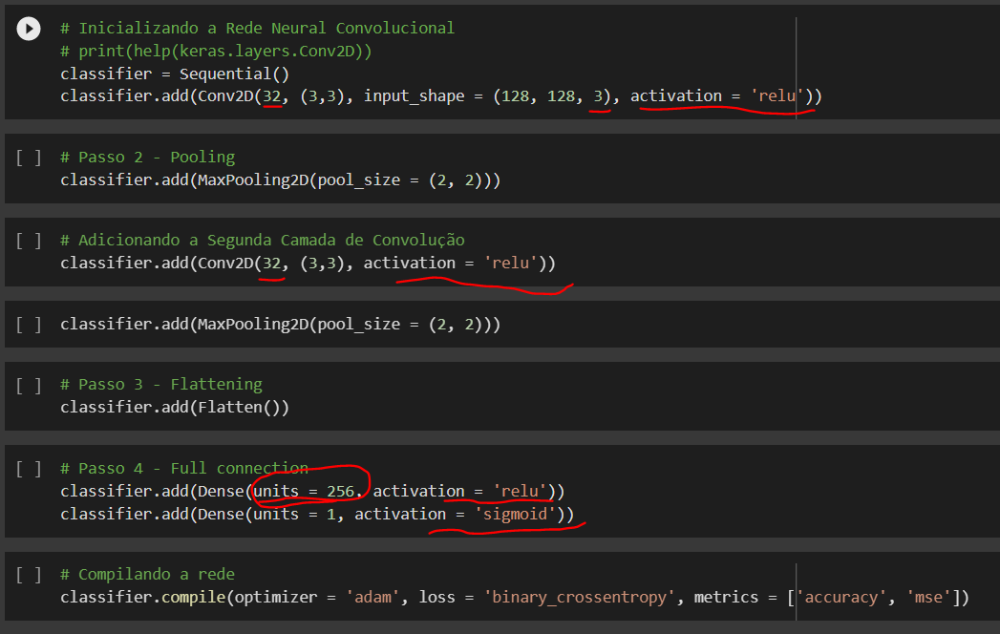 # Inicializando a Rede Neural Convolucional
# print(help(keras.layers.Conv2D))
classifier = Sequential()
classifier.add(Conv2D(32, (3,3), input_shape = (128, 128, 3), activation = 'relu'))
[ ] # Passo 2 - Pooling
classifier.add(MaxPooling2D(pool_size = (2, 2)))
[ ] # Adicionando a Segunda Camada de Convolução
classifier.add(Conv2D(32, (3,3), activation = 'relu'))
[ ] classifier.add(MaxPooling2D(pool_size = (2, 2)))
[ ] # Passo 3 - Flattening
classifier.add(Flatten())
[ ] # Passo 4 - Full connection
classifier.add(Dense(units = 256, activation = 'relu'))
classifier.add(Dense(units = 1, activation = 'sigmoid'))
[ ] # Compilando a rede
classifier.compile(optimizer = 'adam', loss = 'binary_crossentropy', metrics = ['accuracy', 'mse'])